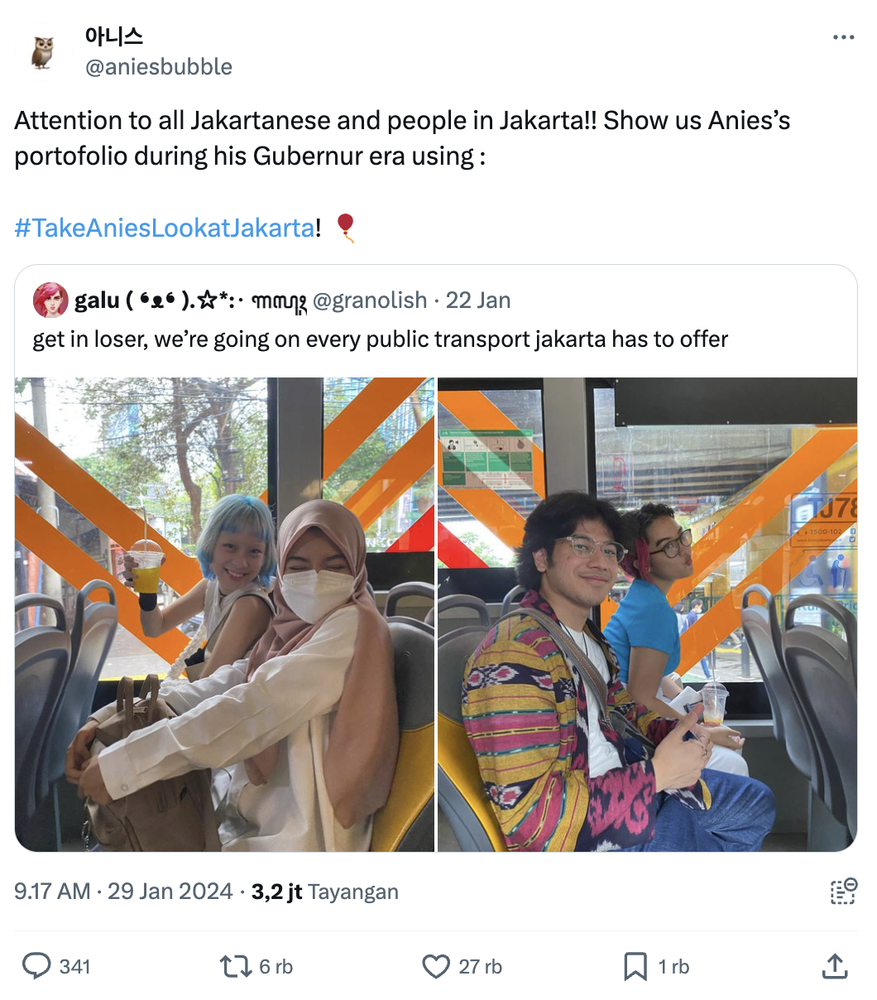 아니스
@aniesbubble
Attention to all Jakartanese and people in Jakarta!! Show us Anies’s
portofolio during his Gubernur era using :
#TakeAniesLookatJakarta!
galu ( ❛ᴥ❛ ).☆*:· @granolish · 22 Jan
get in loser, we’re going on every public transport jakarta has to offer
TJ78
1500-102
9.17 AM · 29 Jan 2024 · 3,2 jt Tayangan
341
6 rb
27 rb
1 rb